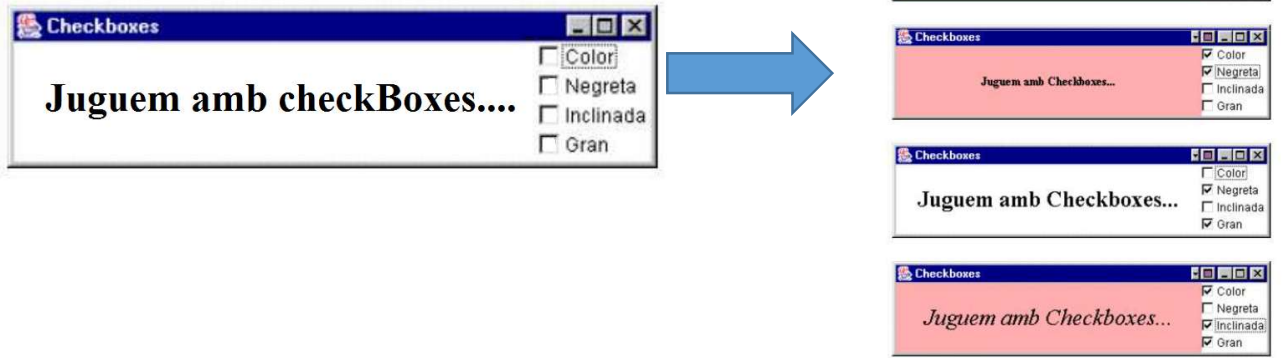 Checkboxes
Juguem amb checkBoxes....
Color
Negreta
Inclinada
Gran
Checkboxes
Juguem amb Checkboxes...
Color
Negreta
Inclinada
Gran
Checkboxes
Juguem amb Checkboxes...
Color
Negreta
Inclinada
Gran
Checkboxes
Juguem amb Checkboxes...
Color
Negreta
Inclinada
Gran